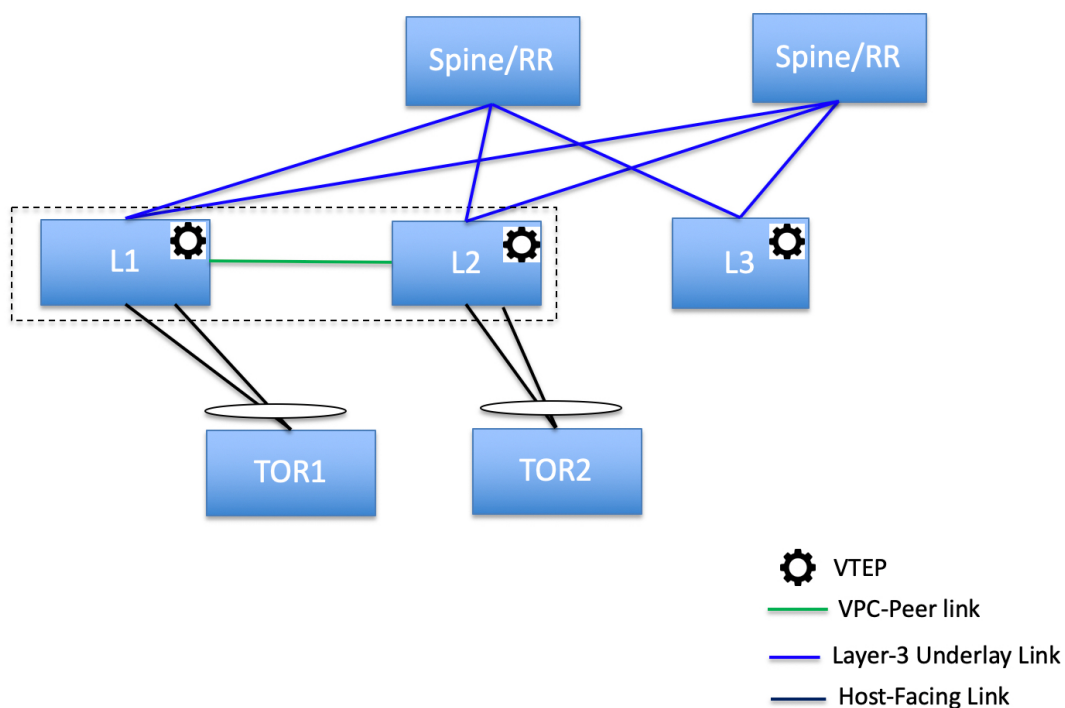 Spine/RR
Spine/RR
L1
L2
L3
TOR1
TOR2
VTEP
VPC-Peer link
Layer-3 Underlay Link
Host-Facing Link